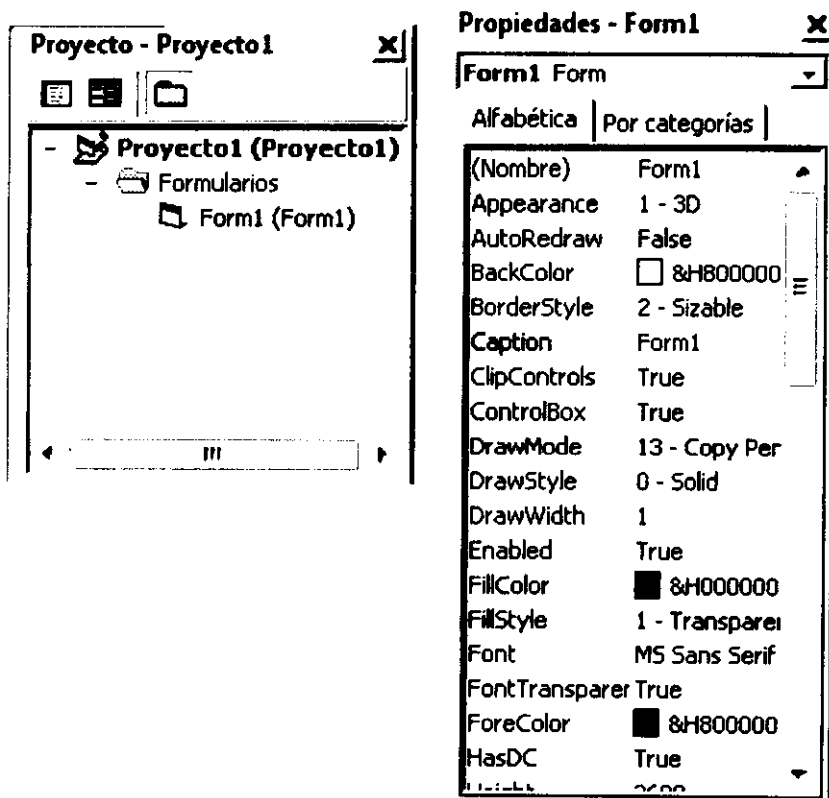 Proyecto - Proyecto1
Proyecto1 (Proyecto1)
Formularios
Form1 (Form1)
Propiedades - Form1
Form1 Form
Alfabética Por categorías
(Nombre) Form1
Appearance 1 - 3D
AutoRedraw False
BackColor &H800000
BorderStyle 2 - Sizable
Caption Form1
ClipControls True
ControlBox True
DrawMode 13 - Copy Per
DrawStyle 0 - Solid
DrawWidth 1
Enabled True
FillColor &H000000
FillStyle 1 - Transparei
Font MS Sans Serif
FontTransparer True
ForeColor &H800000
HasDC True